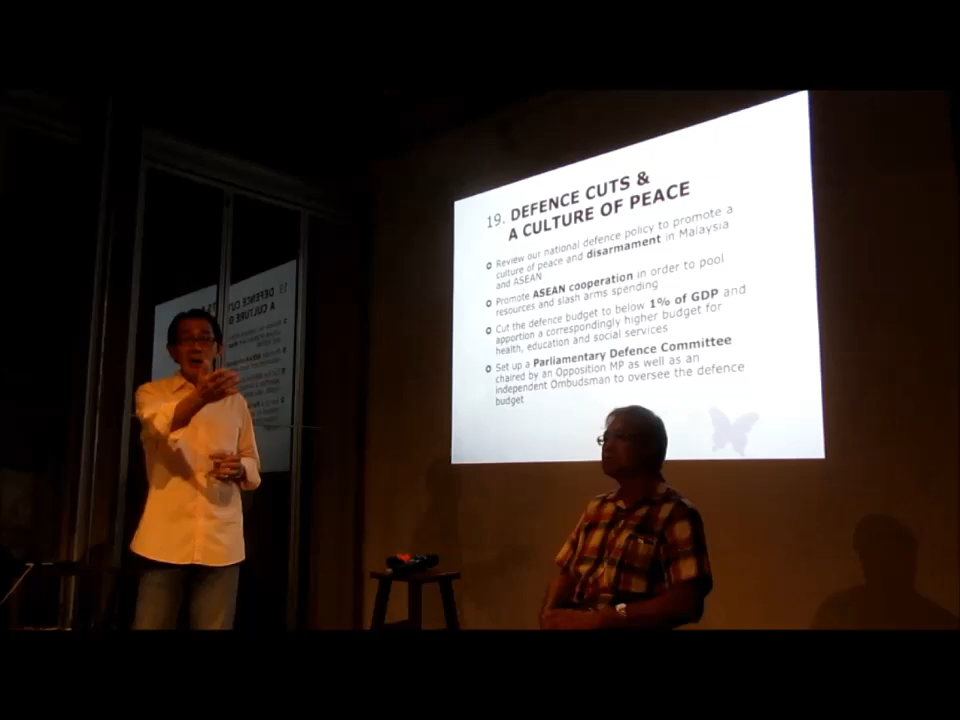 19. DEFENCE CUTS &
A CULTURE OF PEACE
Review our national defence policy to promote a
culture of peace and disarmament in Malaysia
and ASEAN
Promote ASEAN cooperation in order to pool
resources and slash arms spending
Cut the defence budget to below 1% of GDP and
apportion a correspondingly higher budget for
health, education and social services
Set up a Parliamentary Defence Committee
chaired by an Opposition MP as well as an
independent Ombudsman to oversee the defence
budget